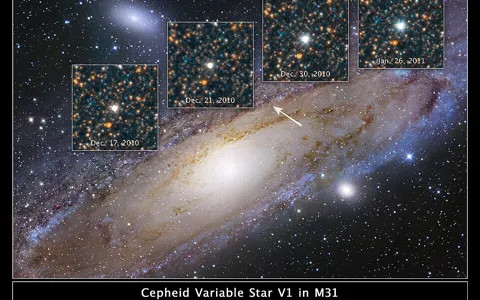 Dec. 17, 2010
Dec. 21, 2010
Dec. 30, 2010
Jan. 26, 2011
Cepheid Variable Star V1 in M31